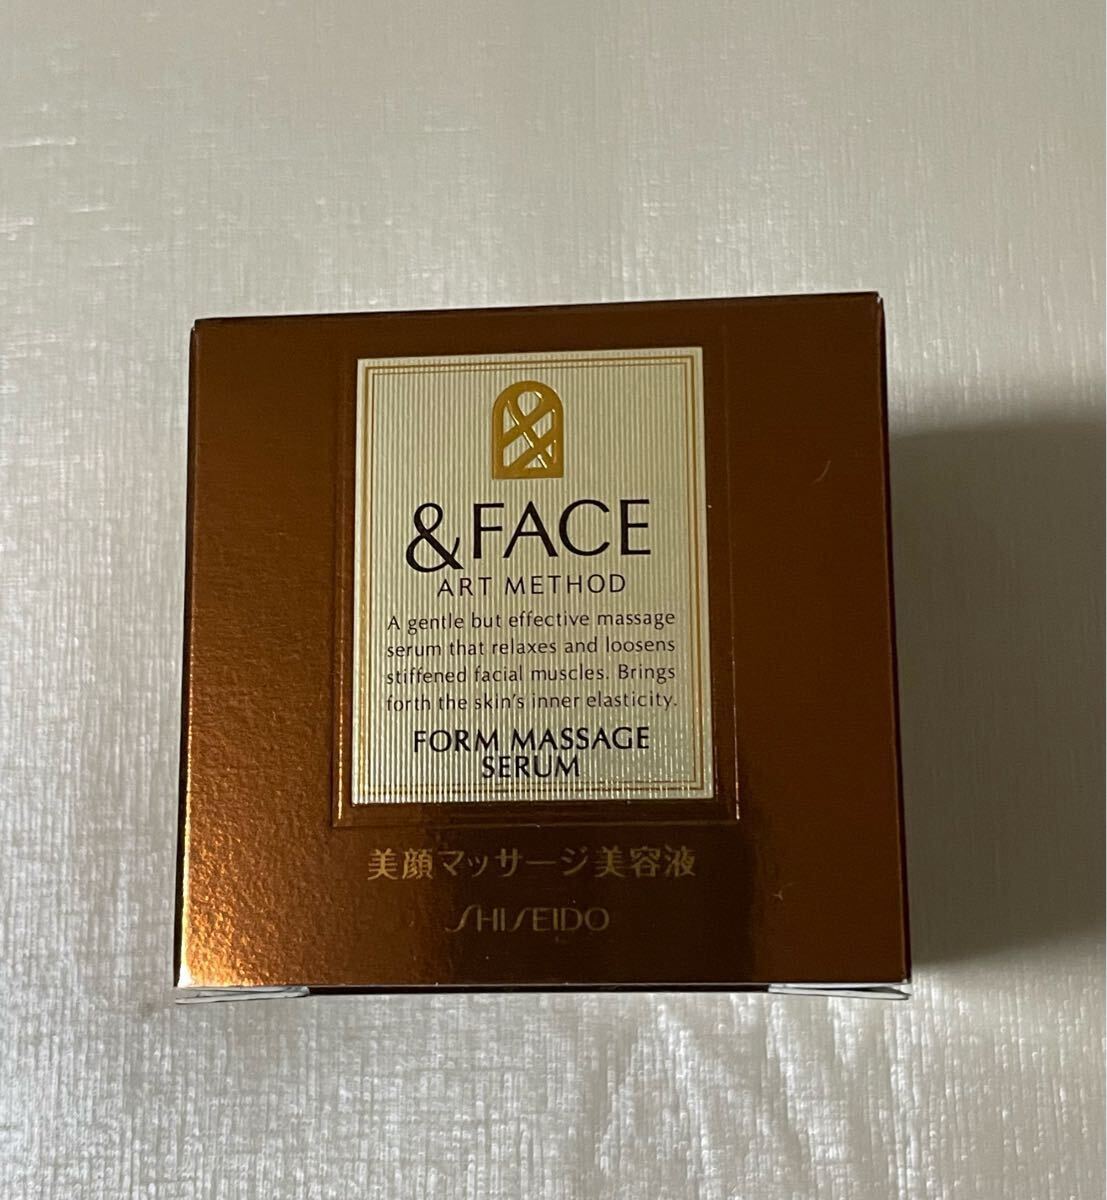 &FACE
ART METHOD
A gentle but effective massage
serum that relaxes and loosens
stiffened facial muscles. Brings
forth the skin's inner elasticity.
FORM MASSAGE
SERUM
美顔マッサージ美容液
SHISEIDO